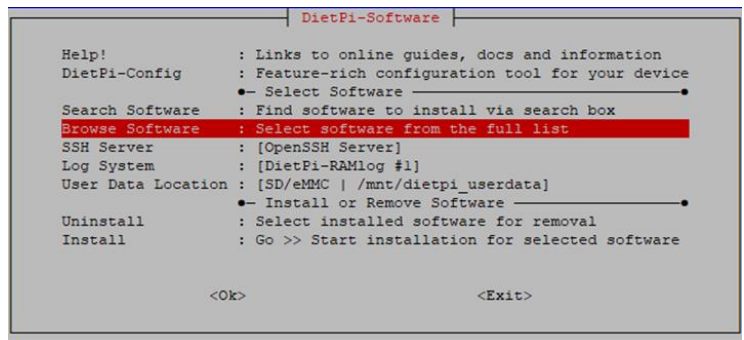 DietPi-Software
Help! : Links to online guides, docs and information
DietPi-Config : Feature-rich configuration tool for your device
●─ Select Software ─●
Search Software : Find software to install via search box
Browse Software : Select software from the full list
SSH Server : [OpenSSH Server]
Log System : [DietPi-RAMlog #1]
User Data Location : [SD/eMMC | /mnt/dietpi_userdata]
●─ Install or Remove Software ─●
Uninstall : Select installed software for removal
Install : Go >> Start installation for selected software
<Ok> <Exit>